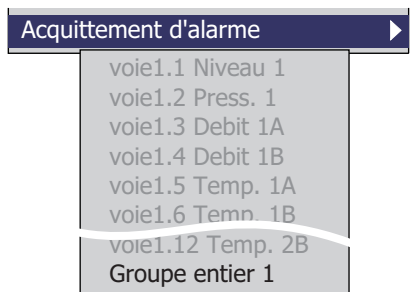 Acquittement d'alarme
voie1.1 Niveau 1
voie1.2 Press. 1
voie1.3 Debit 1A
voie1.4 Debit 1B
voie1.5 Temp. 1A
voie1.6 Temp. 1B
voie1.12 Temp. 2B
Groupe entier 1